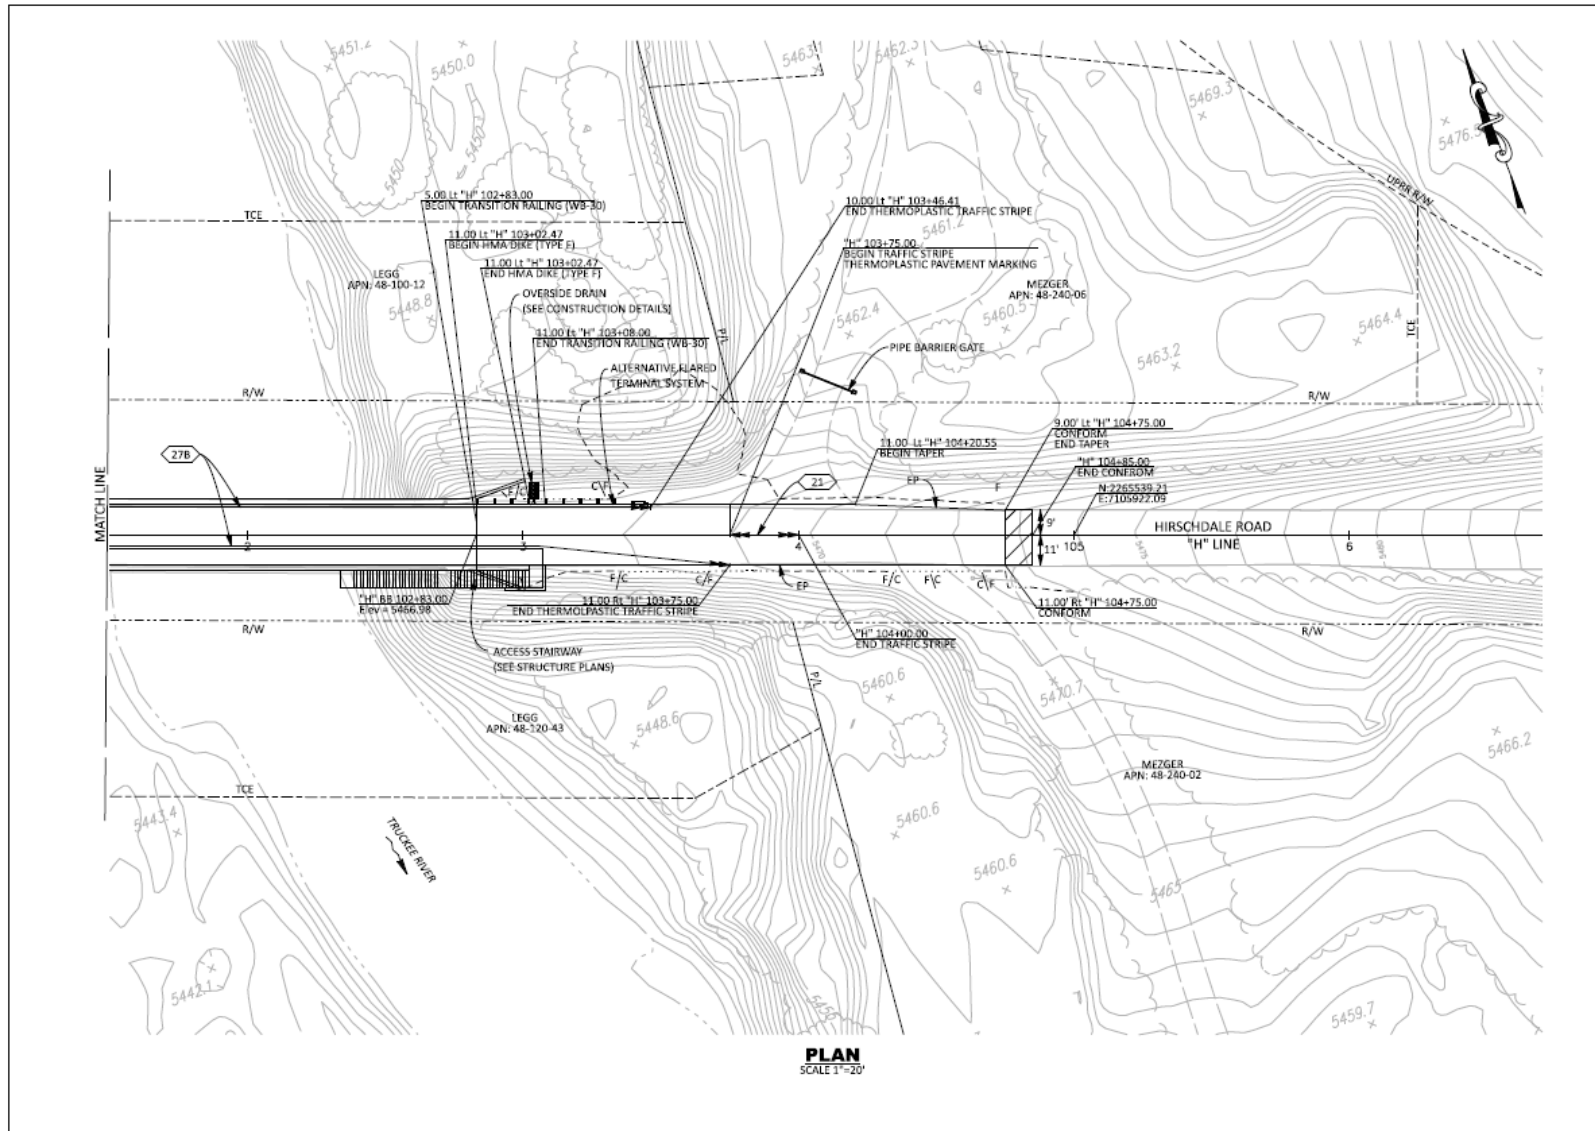 5451.2
5450.0
5463.1
5462.3
5469.3
5476.5
5450
5450
UPRR R/W
5.00 Lt "H" 102+83.00
BEGIN TRANSITION RAILING (WB-30)
10.00 Lt "H" 103+46.41
END THERMOPLASTIC TRAFFIC STRIPE
TCE
5461.2
11.00 Lt "H" 103+02.47
BEGIN HMA DIKE (TYPE F)
"H" 103+75.00
BEGIN TRAFFIC STRIPE
THERMOPLASTIC PAVEMENT MARKING
11.00 Lt "H" 103+02.47
END HMA DIKE (TYPE F)
LEGG
APN: 48-100-12
MEZGER
APN: 48-240-06
OVERSIDE DRAIN
(SEE CONSTRUCTION DETAILS)
5448.8
5462.4
5460.5
5464.4
TCE
11.00 Lt "H" 103+08.00
END TRANSITION RAILING (WB-30)
P/L
PIPE BARRIER GATE
5463.2
ALTERNATIVE FLARED
TERMINAL SYSTEM
R/W
R/W
9.00' Lt "H" 104+75.00
CONFORM
END TAPER
11.00 Lt "H" 104+20.55
BEGIN TAPER
27B
"H" 104+85.00
END CONFROM
MATCH LINE
F/C
C/F
21
EP
F
N:2265539.21
E:7105922.09
9'
HIRSCHDALE ROAD
"H" LINE
2
3
4
5470
11'
105
5475
6
5480
F/C
C/F
EP
F/C
F\C
C\F
"H" BB 102+83.00
Elev = 5466.98
11.00 Rt "H" 103+75.00
END THERMOLPASTIC TRAFFIC STRIPE
11.00' Rt "H" 104+75.00
CONFORM
R/W
"H" 104+00.00
END TRAFFIC STRIPE
R/W
ACCESS STAIRWAY
(SEE STRUCTURE PLANS)
P/L
5460.6
5470.7
LEGG
APN: 48-120-43
5448.6
5466.2
MEZGER
APN: 48-240-02
TCE
5443.4
5460.6
TRUCKEE RIVER
5460.6
5465
5442.1
5455
5459.7
PLAN
SCALE 1"=20'